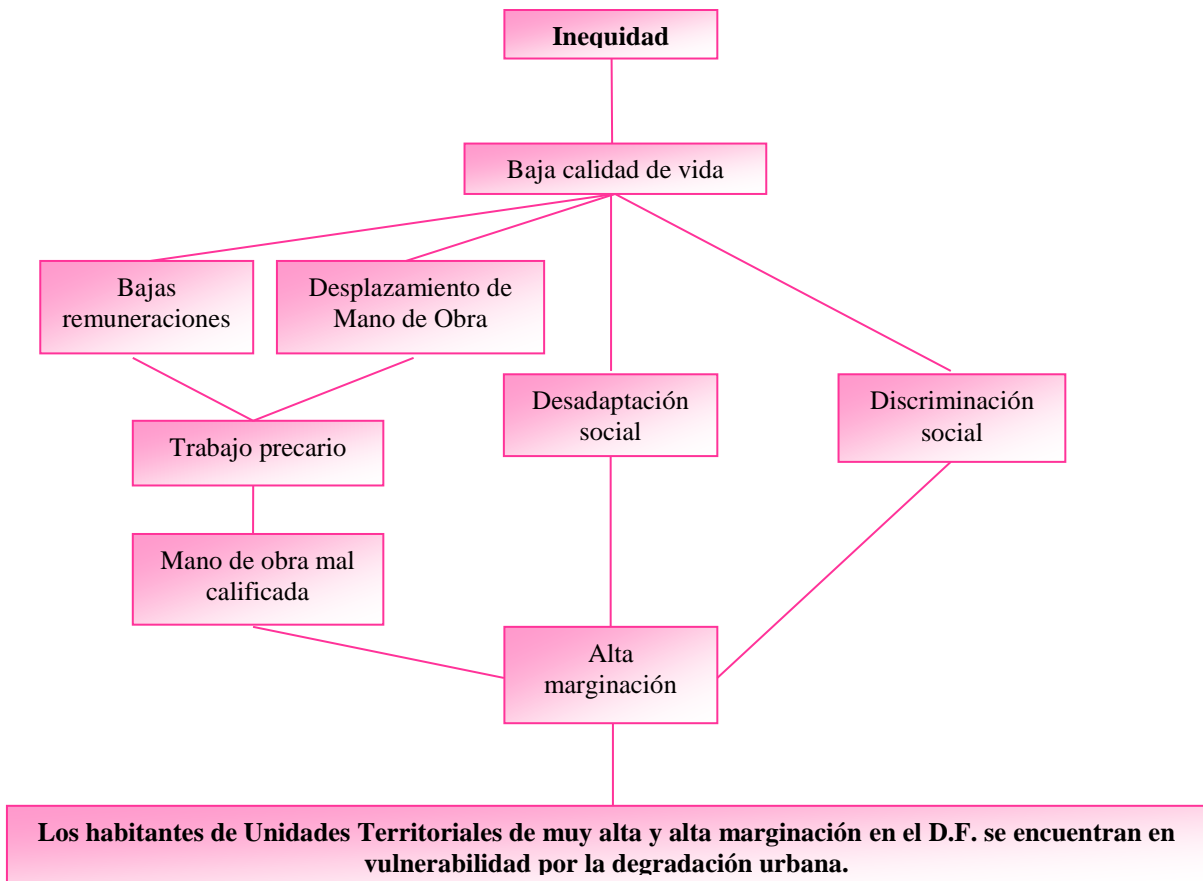 Inequidad
Baja calidad de vida
Bajas
remuneraciones
Desplazamiento de
Mano de Obra
Desadaptación
social
Discriminación
social
Trabajo precario
Mano de obra mal
calificada
Alta
marginación
Los habitantes de Unidades Territoriales de muy alta y alta marginación en el D.F. se encuentran en
vulnerabilidad por la degradación urbana.